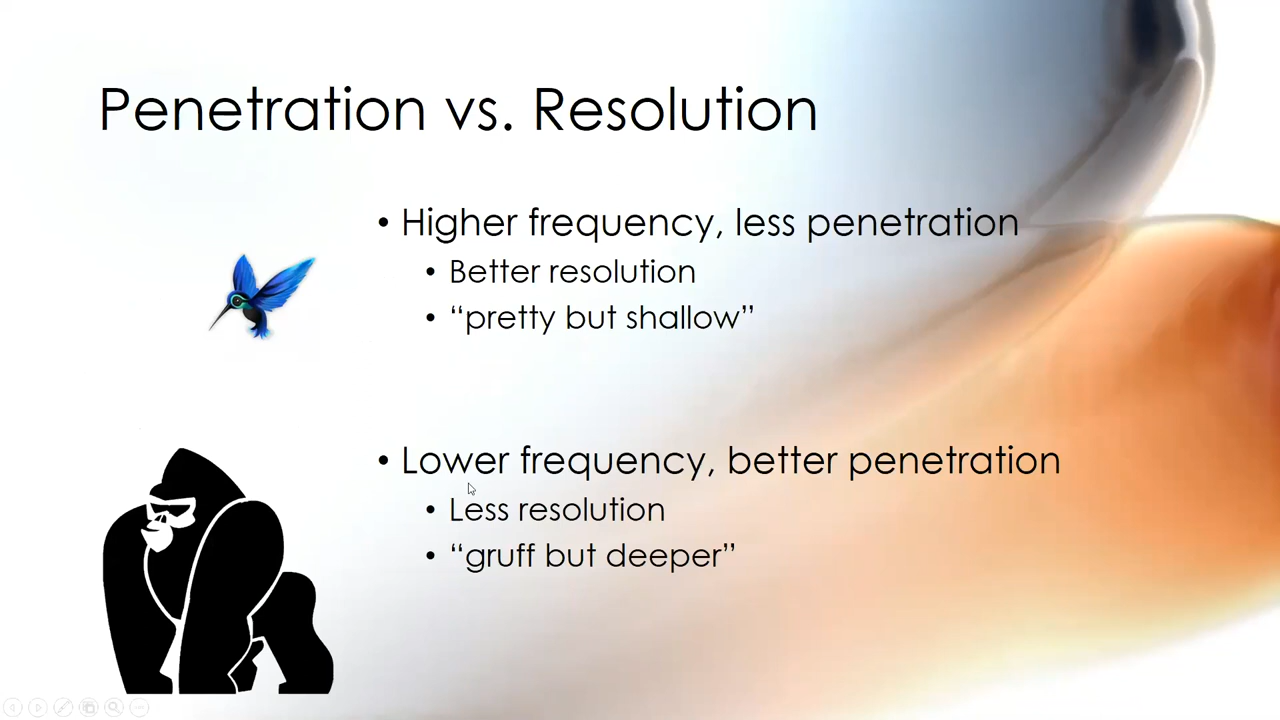 Penetration vs. Resolution
• Higher frequency, less penetration
• Better resolution
• “pretty but shallow”
• Lower frequency, better penetration
• Less resolution
• “gruff but deeper”